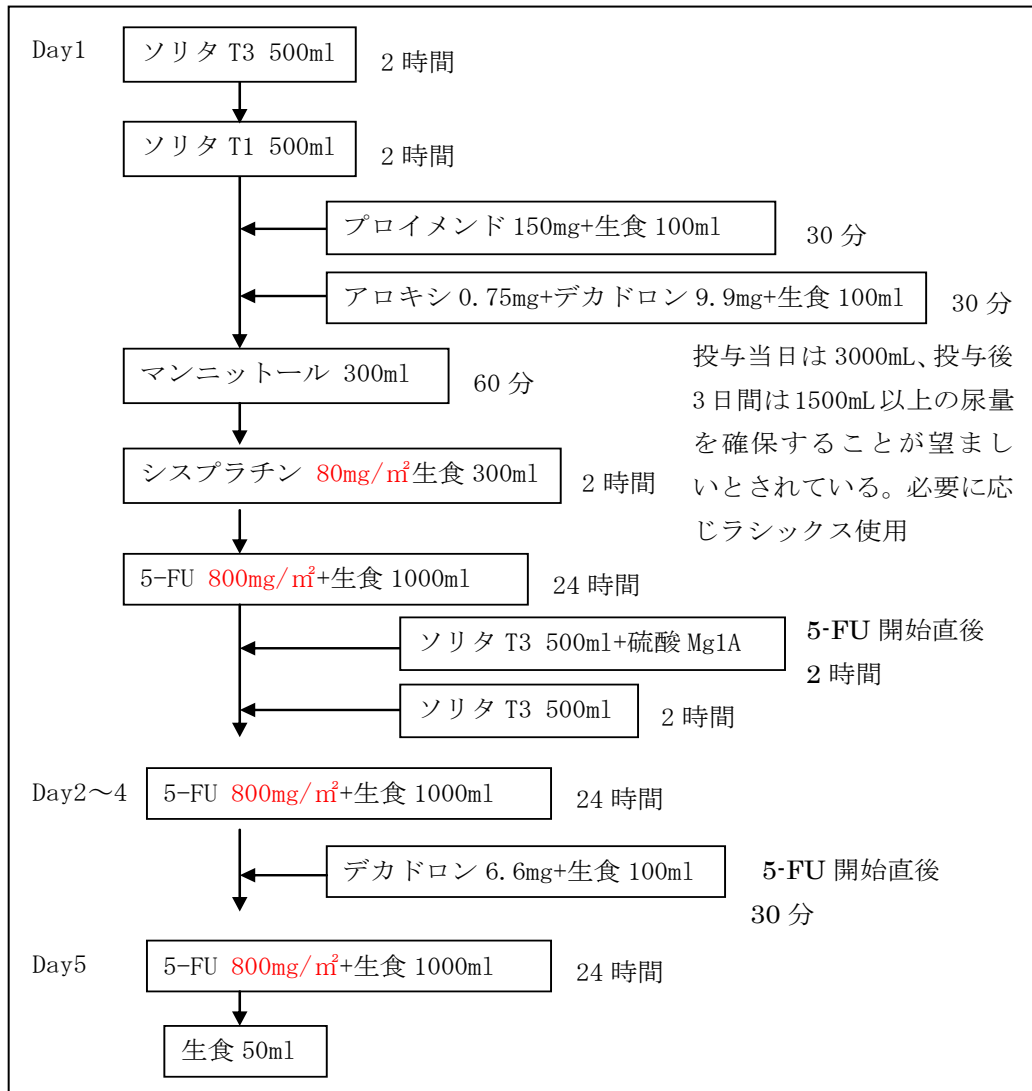 Day1
ソリタ T3 500ml
2 時間
ソリタ T1 500ml
2 時間
プロイメンド 150mg+生食 100ml
30 分
アロキシ 0.75mg+デカドロン 9.9mg+生食 100ml
30 分
マンニットール 300ml
60 分
投与当日は 3000mL、投与後
3 日間は 1500mL 以上の尿量
を確保することが望まし
いとされている。必要に応
じラシックス使用
シスプラチン 80mg/㎡生食 300ml
2 時間
5-FU 800mg/㎡+生食 1000ml
24 時間
ソリタ T3 500ml+硫酸 Mg1A
5-FU 開始直後
2 時間
ソリタ T3 500ml
2 時間
Day2～4
5-FU 800mg/㎡+生食 1000ml
24 時間
デカドロン 6.6mg+生食 100ml
5-FU 開始直後
30 分
Day5
5-FU 800mg/㎡+生食 1000ml
24 時間
生食 50ml